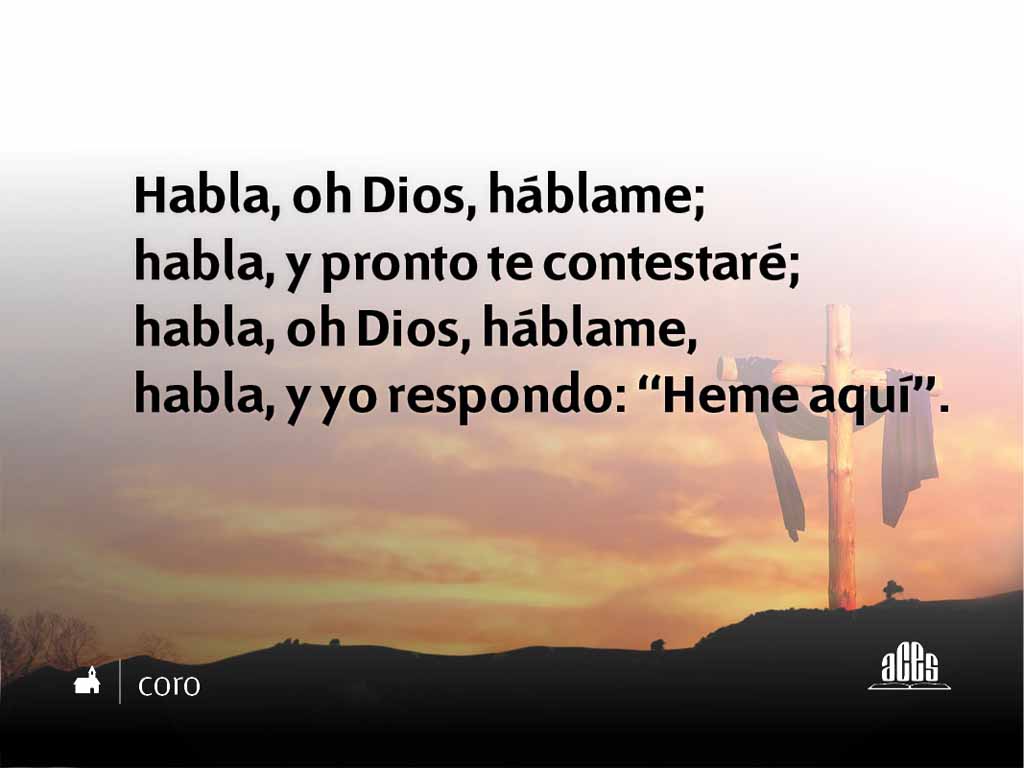 Habla, oh Dios, háblame;
habla, y pronto te contestaré;
habla, oh Dios, háblame,
habla, y yo respondo: “Heme aquí”.
coro
aces